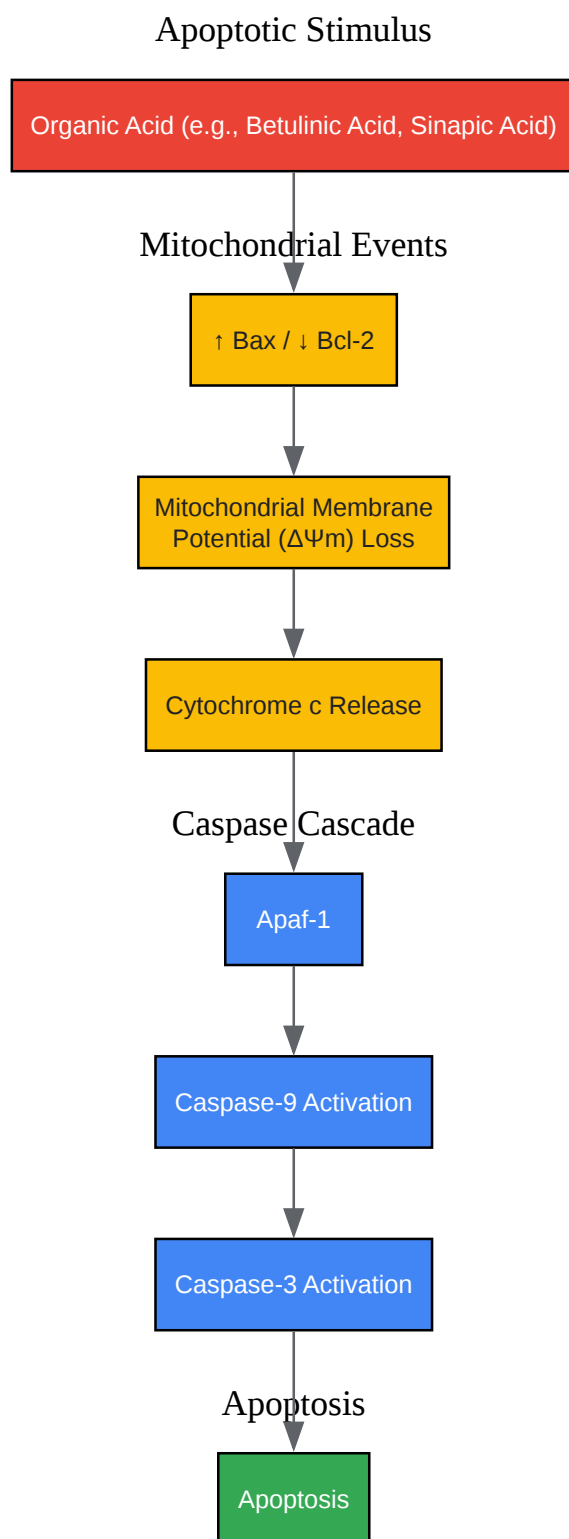 Apoptotic Stimulus
Organic Acid (e.g., Betulinic Acid, Sinapic Acid)
Mitochondrial Events
↑ Bax / ↓ Bcl-2
Mitochondrial Membrane
Potential (ΔΨm) Loss
Cytochrome c Release
Caspase Cascade
Apaf-1
Caspase-9 Activation
Caspase-3 Activation
Apoptosis
Apoptosis